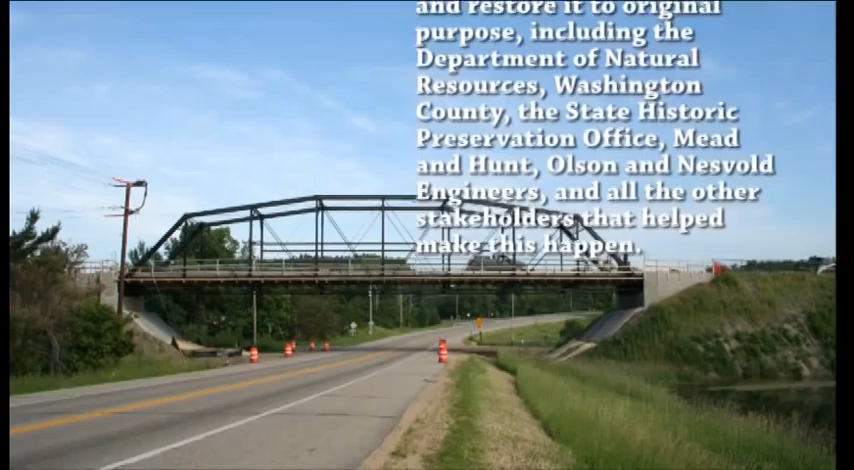 and restore it to original
purpose, including the
Department of Natural
Resources, Washington
County, the State Historic
Preservation Office, Mead
and Hunt, Olson and Nesvold
Engineers, and all the other
stakeholders that helped
make this happen.